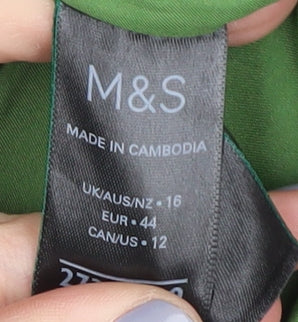 M&S
MADE IN CAMBODIA
UK/AUS/NZ • 16
EUR • 44
CAN/US • 12